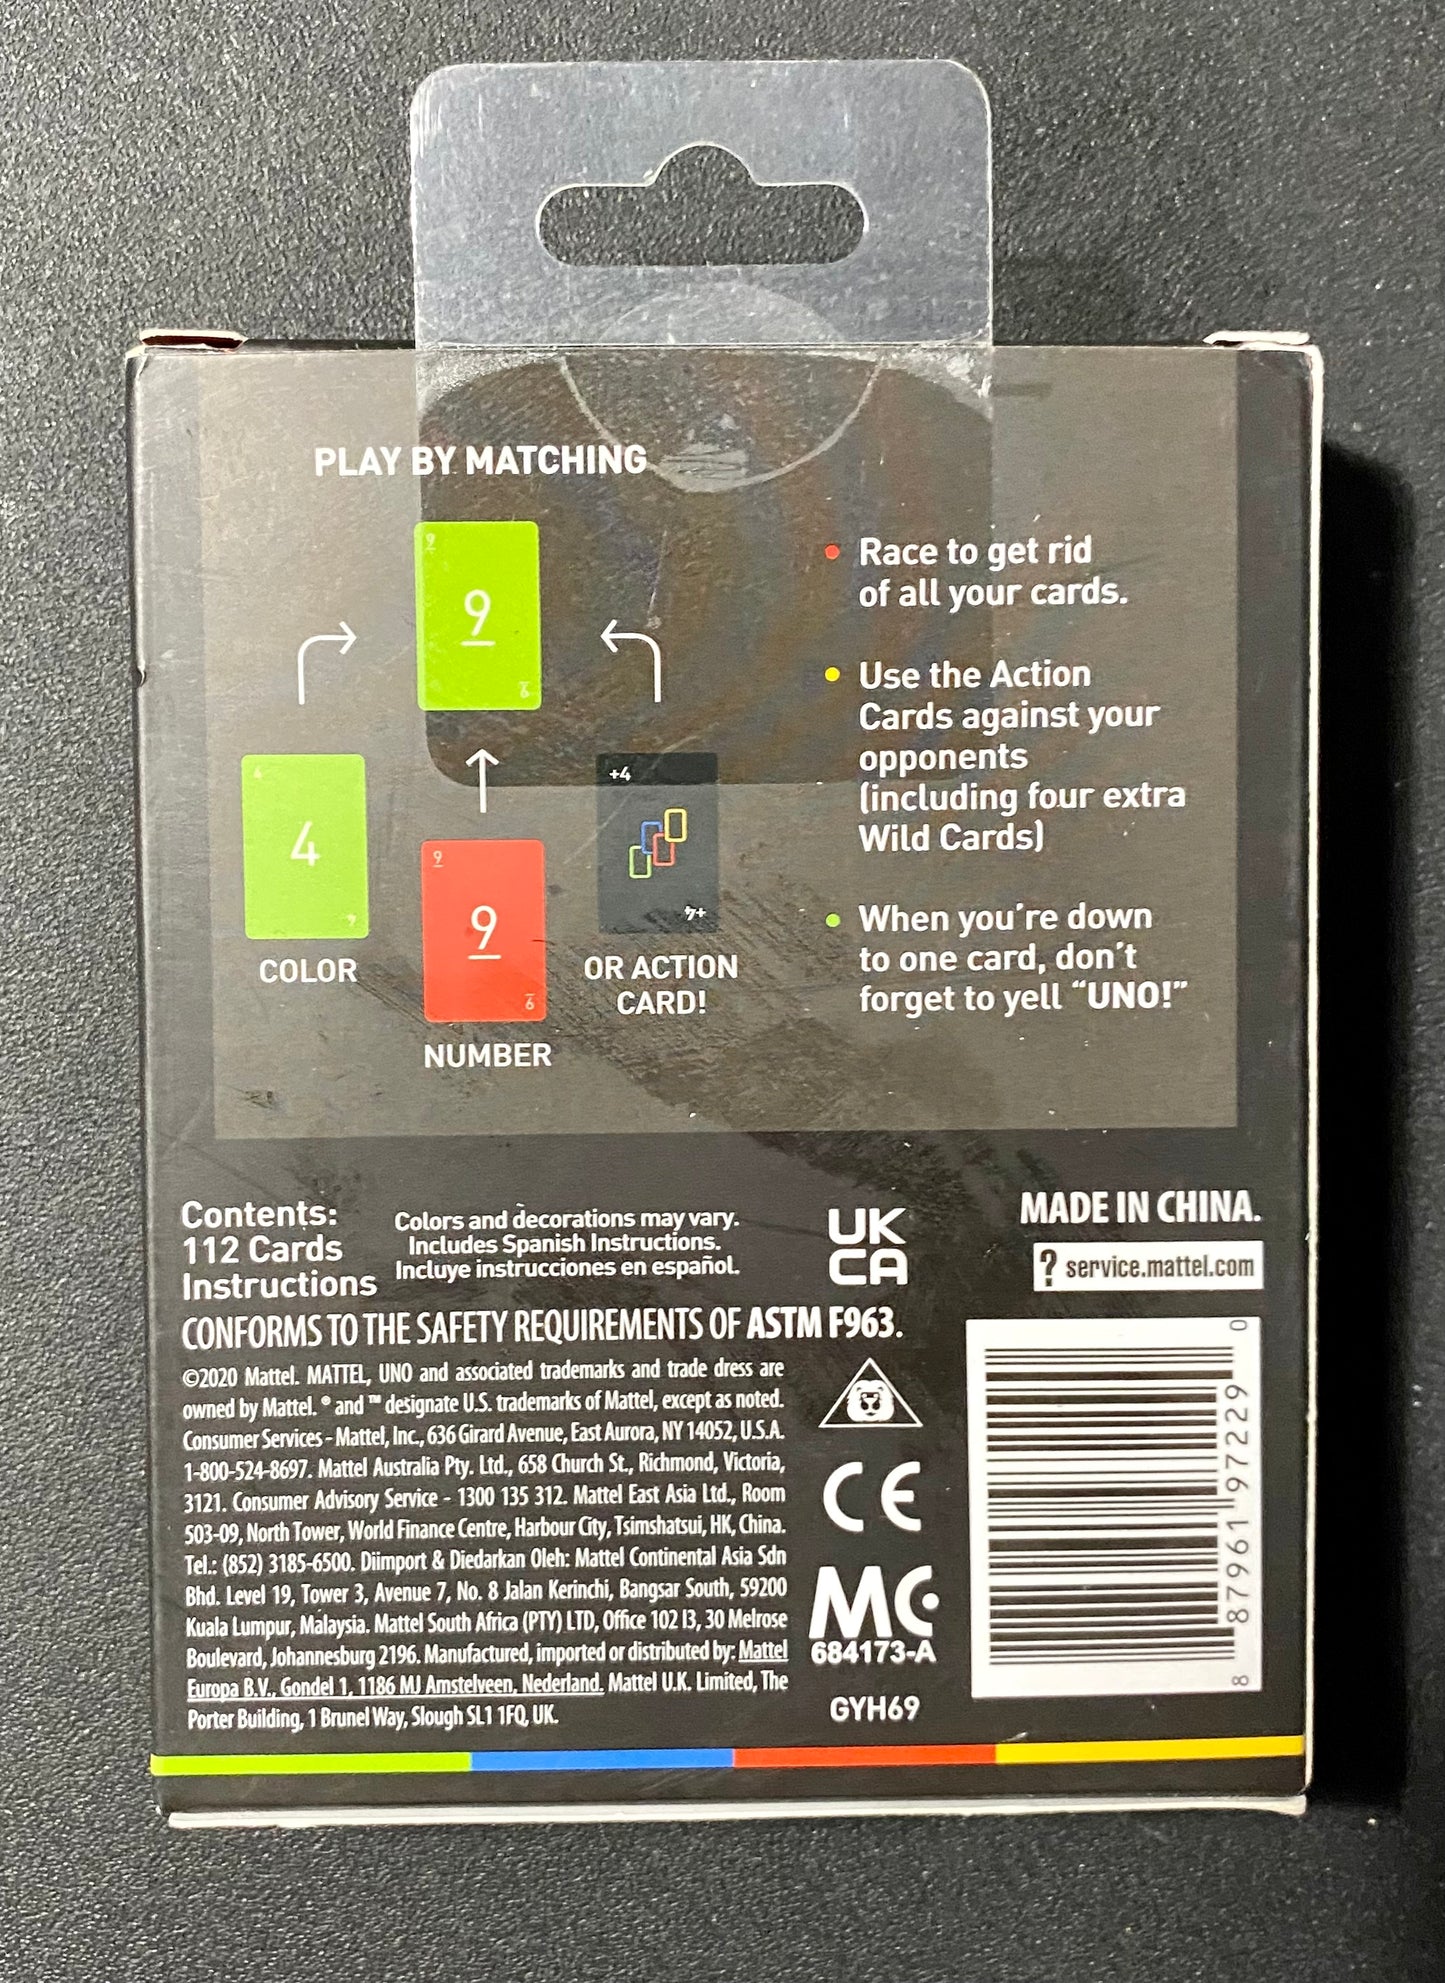 PLAY BY MATCHING
9
9
9
4
4
4
COLOR
9
9
9
NUMBER
+4
+4
OR ACTION
CARD!
Race to get rid
of all your cards.
Use the Action
Cards against your
opponents
(including four extra
Wild Cards)
When you're down
to one card, don't
forget to yell “UNO!”
Contents:
112 Cards
Instructions
Colors and decorations may vary.
Includes Spanish Instructions.
Incluye instrucciones en español.
UK
CA
MADE IN CHINA.
? service.mattel.com
CONFORMS TO THE SAFETY REQUIREMENTS OF ASTM F963.
©2020 Mattel. MATTEL, UNO and associated trademarks and trade dress are
owned by Mattel. ® and ™ designate U.S. trademarks of Mattel, except as noted.
Consumer Services - Mattel, Inc., 636 Girard Avenue, East Aurora, NY 14052, U.S.A.
1-800-524-8697. Mattel Australia Pty. Ltd., 658 Church St., Richmond, Victoria,
3121. Consumer Advisory Service - 1300 135 312. Mattel East Asia Ltd., Room
503-09, North Tower, World Finance Centre, Harbour City, Tsimshatsui, HK, China.
Tel.: (852) 3185-6500. Diimport & Diedarkan Oleh: Mattel Continental Asia Sdn
Bhd. Level 19, Tower 3, Avenue 7, No. 8 Jalan Kerinchi, Bangsar South, 59200
Kuala Lumpur, Malaysia. Mattel South Africa (PTY) LTD, Office 102 I3, 30 Melrose
Boulevard, Johannesburg 2196. Manufactured, imported or distributed by: Mattel
Europa B.V., Gondel 1, 1186 MJ Amstelveen, Nederland. Mattel U.K. Limited, The
Porter Building, 1 Brunel Way, Slough SL1 1FQ, UK.
CE
MC
684173-A
GYH69
8 87961 97229 0